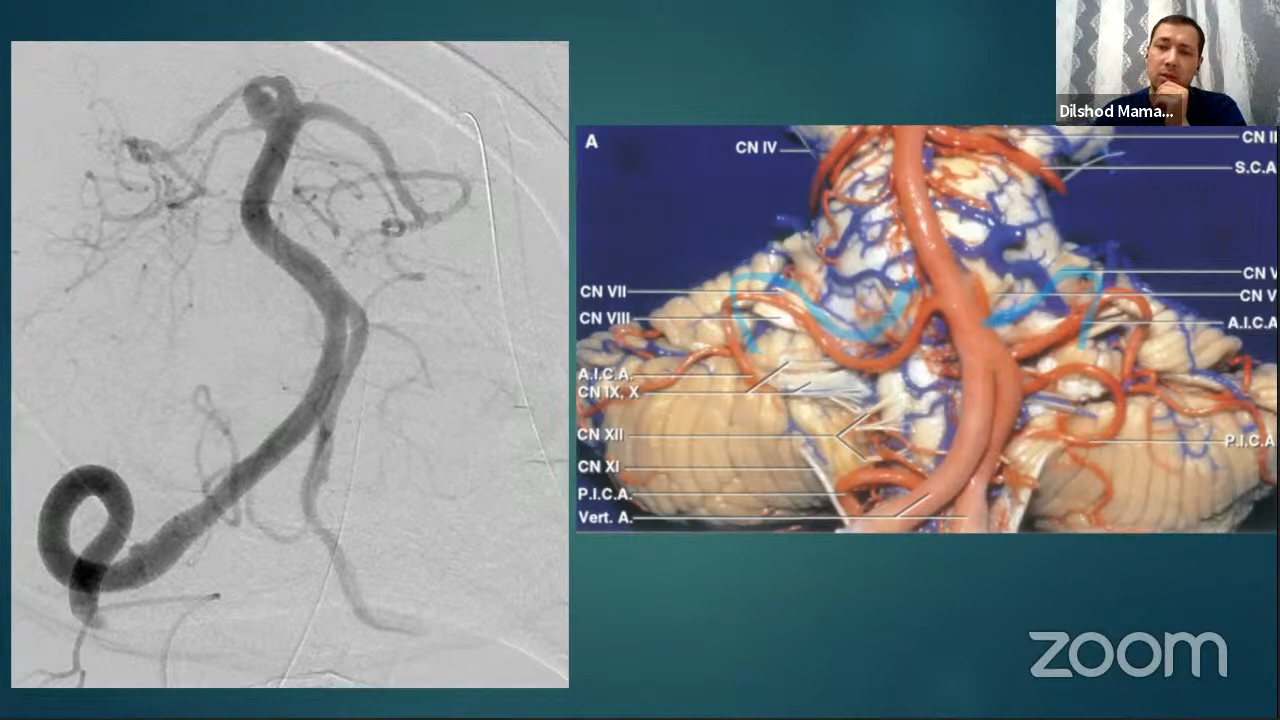 Dilshod Mama...
A
CN IV
CN II
S.C.A
CN VII
CN V
CN V
CN VIII
A.I.C.A
A.I.C.A.
CN IX, X
CN XII
P.I.C.A
CN XI
P.I.C.A.
Vert. A.
zoom